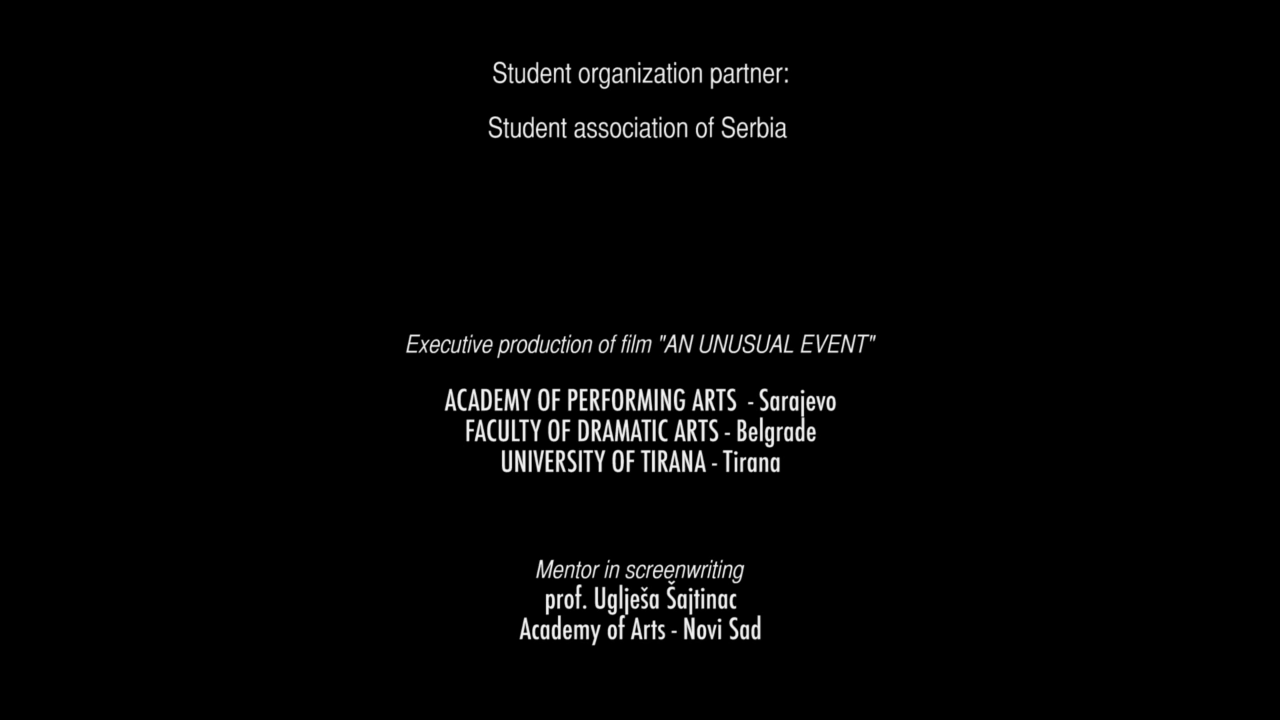 Student organization partner:
Student association of Serbia
Executive production of film "AN UNUSUAL EVENT"
ACADEMY OF PERFORMING ARTS - Sarajevo
FACULTY OF DRAMATIC ARTS - Belgrade
UNIVERSITY OF TIRANA - Tirana
Mentor in screenwriting
prof. Uglješa Šajtinac
Academy of Arts - Novi Sad